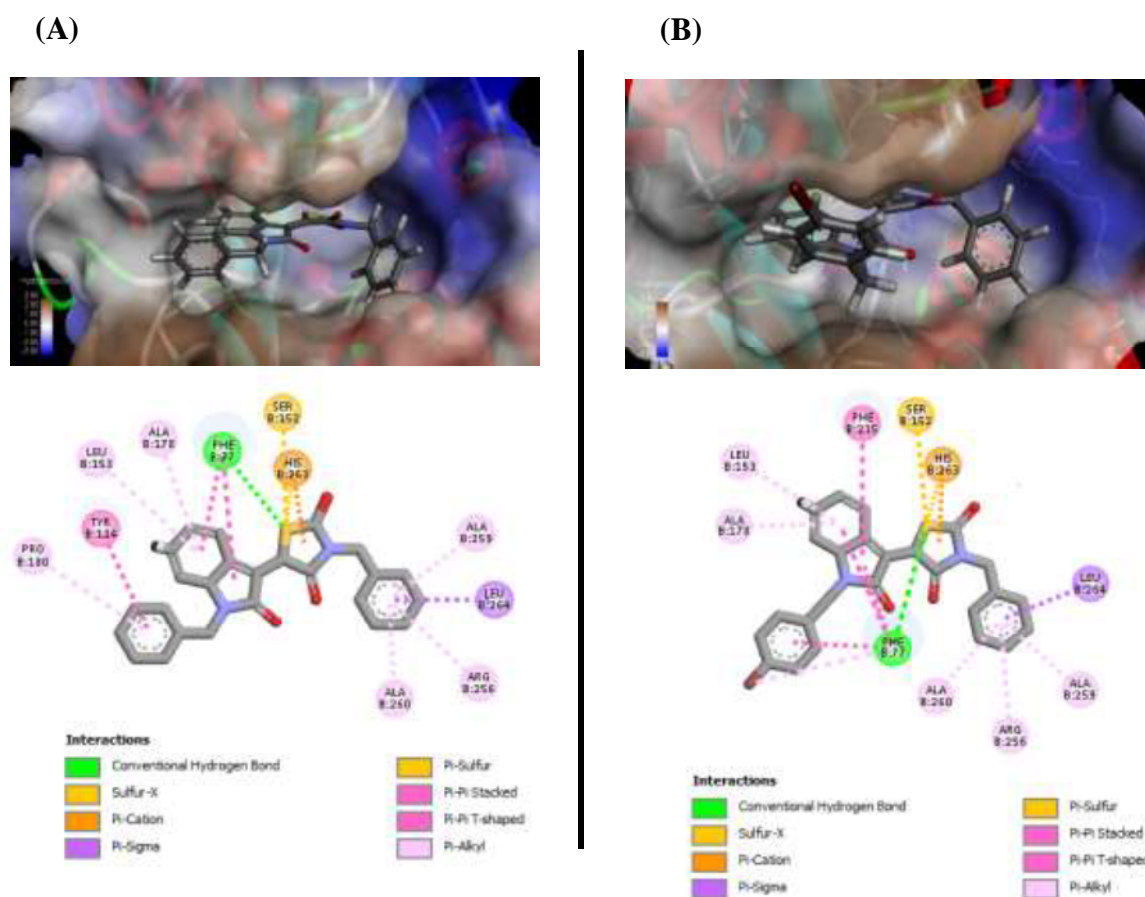 (A)
(B)
SER
B:152
ALA
B:178
PHE
B:77
LEU
B:153
HIS
B:263
TYR
B:114
PRO
B:180
ALA
B:259
LEU
B:264
ARG
B:256
ALA
B:260
Interactions
Conventional Hydrogen Bond
Sulfur-X
Pi-Cation
Pi-Sigma
Pi-Sulfur
Pi-Pi Stacked
Pi-Pi T-shaped
Pi-Alkyl
PHE
B:215
SER
B:152
LEU
B:153
HIS
B:263
ALA
B:178
LEU
B:264
PHE
B:77
ALA
B:260
ALA
B:259
ARG
B:256
Interactions
Conventional Hydrogen Bond
Sulfur-X
Pi-Cation
Pi-Sigma
Pi-Sulfur
Pi-Pi Stacked
Pi-Pi T-shaped
Pi-Alkyl